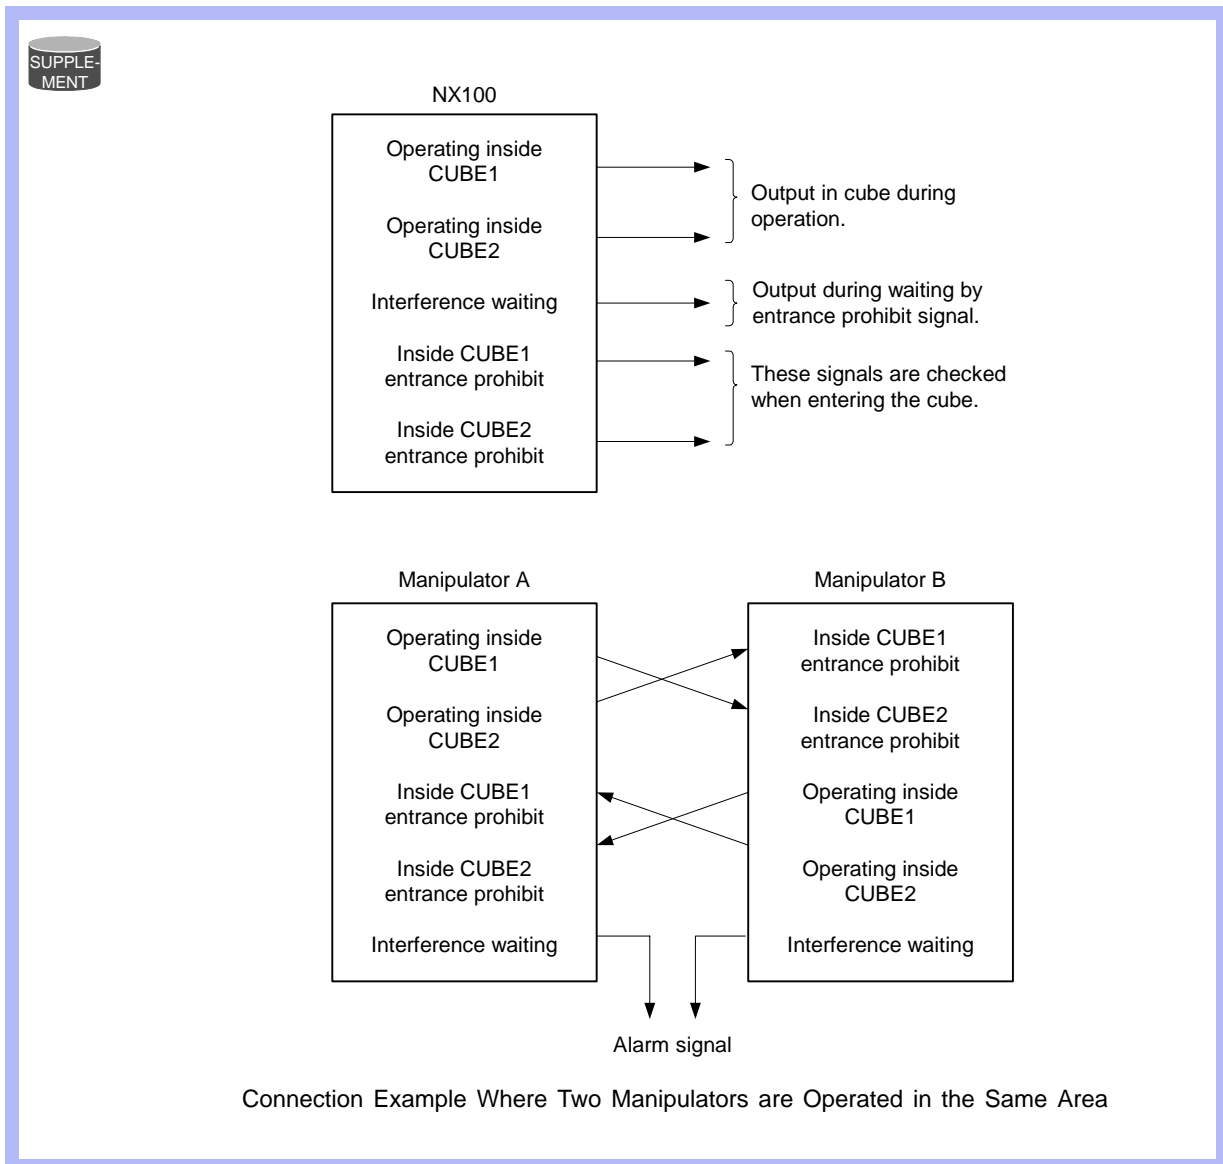 SUPPLE-
MENT
NX100
Operating inside
CUBE1
Operating inside
CUBE2
Interference waiting
Inside CUBE1
entrance prohibit
Inside CUBE2
entrance prohibit
Output in cube during
operation.
Output during waiting by
entrance prohibit signal.
These signals are checked
when entering the cube.
Manipulator A
Operating inside
CUBE1
Operating inside
CUBE2
Inside CUBE1
entrance prohibit
Inside CUBE2
entrance prohibit
Interference waiting
Manipulator B
Inside CUBE1
entrance prohibit
Inside CUBE2
entrance prohibit
Operating inside
CUBE1
Operating inside
CUBE2
Interference waiting
Alarm signal
Connection Example Where Two Manipulators are Operated in the Same Area